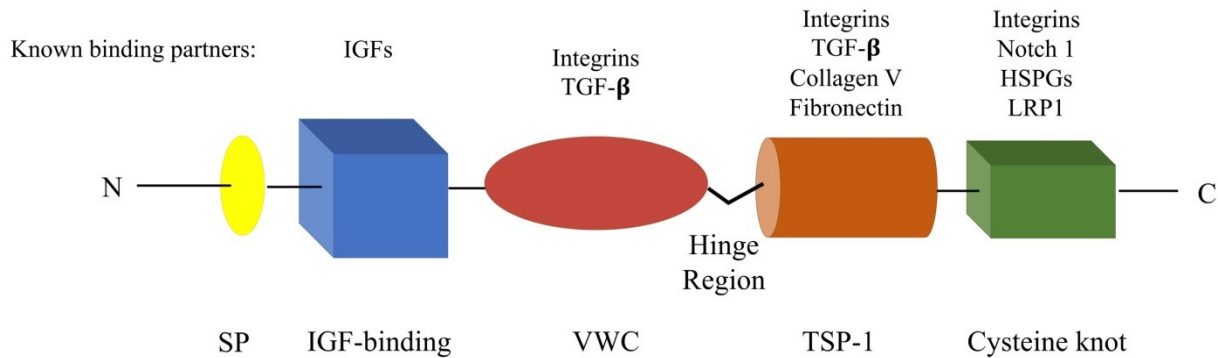 Known binding partners:
IGFs
Integrins
TGF-β
Integrins
TGF-β
Collagen V
Fibronectin
Integrins
Notch 1
HSPGs
LRP1
N
C
Hinge
Region
SP
IGF-binding
VWC
TSP-1
Cysteine knot